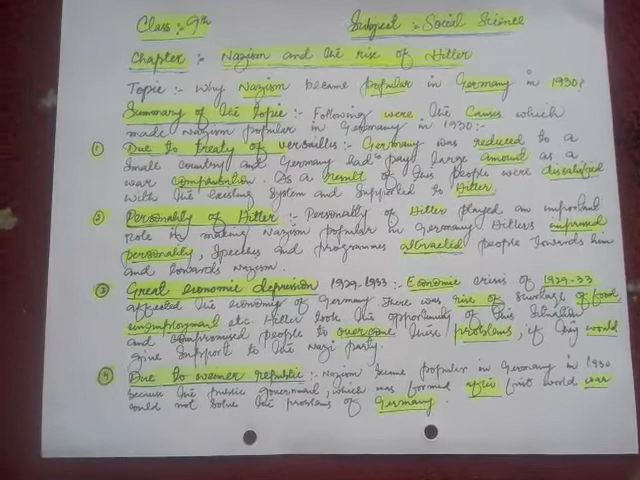 Class :- 9th Subject :- Social Science
Chapter :- Nazism and the rise of Hitler
Topic :- Why Nazism became popular in Germany in 1930?
Summary of the topic :- Following were the causes which
made nazism popular in Germany in 1930:-
① Due to treaty of versailles :- Germany was reduced to a
small country and Germany had to pay large amount as a
war compensation. As a result of this people were dissatisfied
with the existing system and supported to Hitler.
② Personality of Hitler :- Personality of Hitler played an important
role in making Nazism popular in Germany Hitlers
personality, speeches and programmes attracted people towards him
and towards Nazism.
③ Great economic depression 1929-1933 :- Economic crisis of 1929-33
affected the economy of Germany There was rise of shortage of food,
unemployment etc. Hitler took the opportunity of this situation
and people to overcome these problems, if they would
give support to the Nazi party.
④ Due to republic :- Nazism popular in Germany in 1930
because the public government, which was formed after first world war
could not solve the problems of Germany.